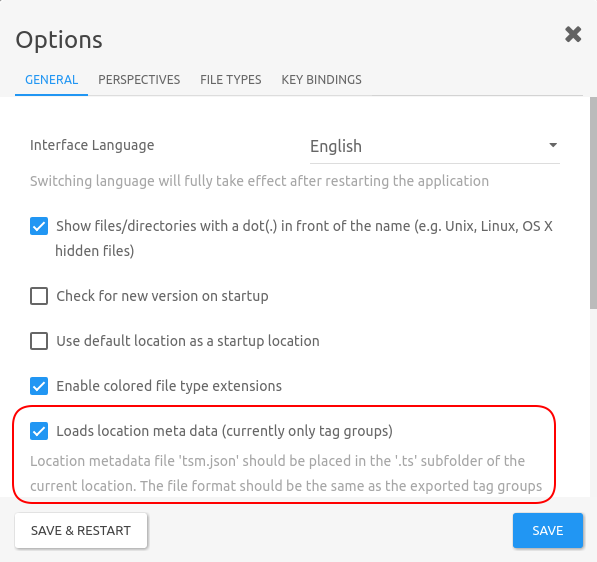 Options
GENERAL PERSPECTIVES FILE TYPES KEY BINDINGS
Interface Language English
Switching language will fully take effect after restarting the application
Show files/directories with a dot(.) in front of the name (e.g. Unix, Linux, OS X
hidden files)
Check for new version on startup
Use default location as a startup location
Enable colored file type extensions
Loads location meta data (currently only tag groups)
Location metadata file 'tsm.json' should be placed in the '.ts' subfolder of the
current location. The file format should be the same as the exported tag groups
SAVE & RESTART SAVE